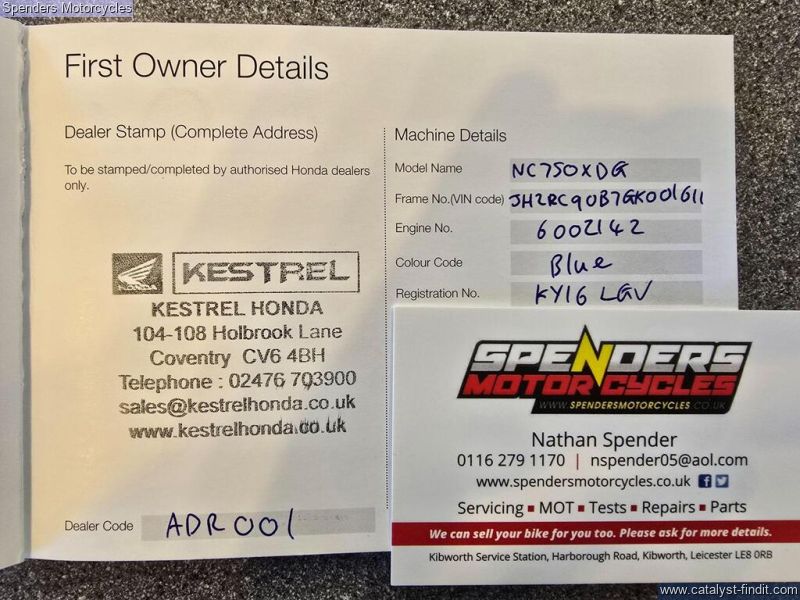 Spenders Motorcycles
First Owner Details
Dealer Stamp (Complete Address)
To be stamped/completed by authorised Honda dealers
only.
KESTREL
KESTREL HONDA
104-108 Holbrook Lane
Coventry CV6 4BH
Telephone : 02476 703900
sales@kestrelhonda.co.uk
www.kestrelhonda.co.uk
Dealer Code ADR001
Machine Details
Model Name NC750XDG
Frame No.(VIN code) JH2RC90B7GK001611
Engine No. 6002142
Colour Code Blue
Registration No. KY16 LGV
SPENDERS
MOTORCYCLES
WWW.SPENDERSMOTORCYCLES.CO.UK
Nathan Spender
0116 279 1170 | nspender05@aol.com
www.spendersmotorcycles.co.uk
Servicing ▪ MOT ▪ Tests ▪ Repairs ▪ Parts
We can sell your bike for you too. Please ask for more details.
Kibworth Service Station, Harborough Road, Kibworth, Leicester LE8 0RB
www.catalyst-findit.com